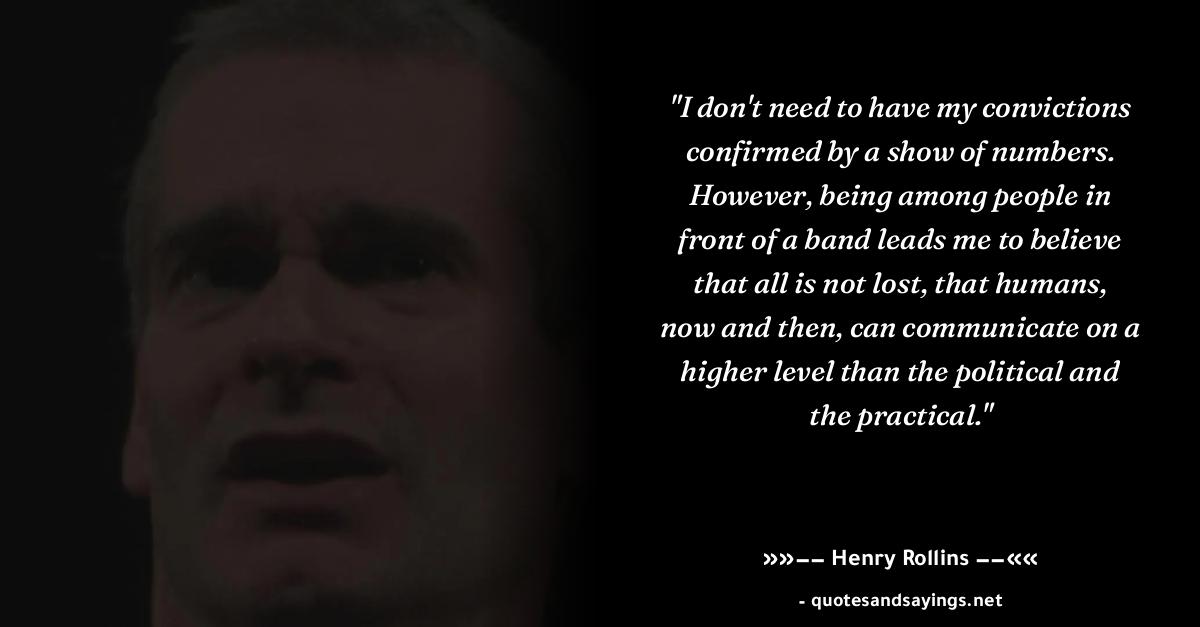 "I don't need to have my convictions
confirmed by a show of numbers.
However, being among people in
front of a band leads me to believe
that all is not lost, that humans,
now and then, can communicate on a
higher level than the political and
the practical."
»»−− Henry Rollins −−««
- quotesandsayings.net